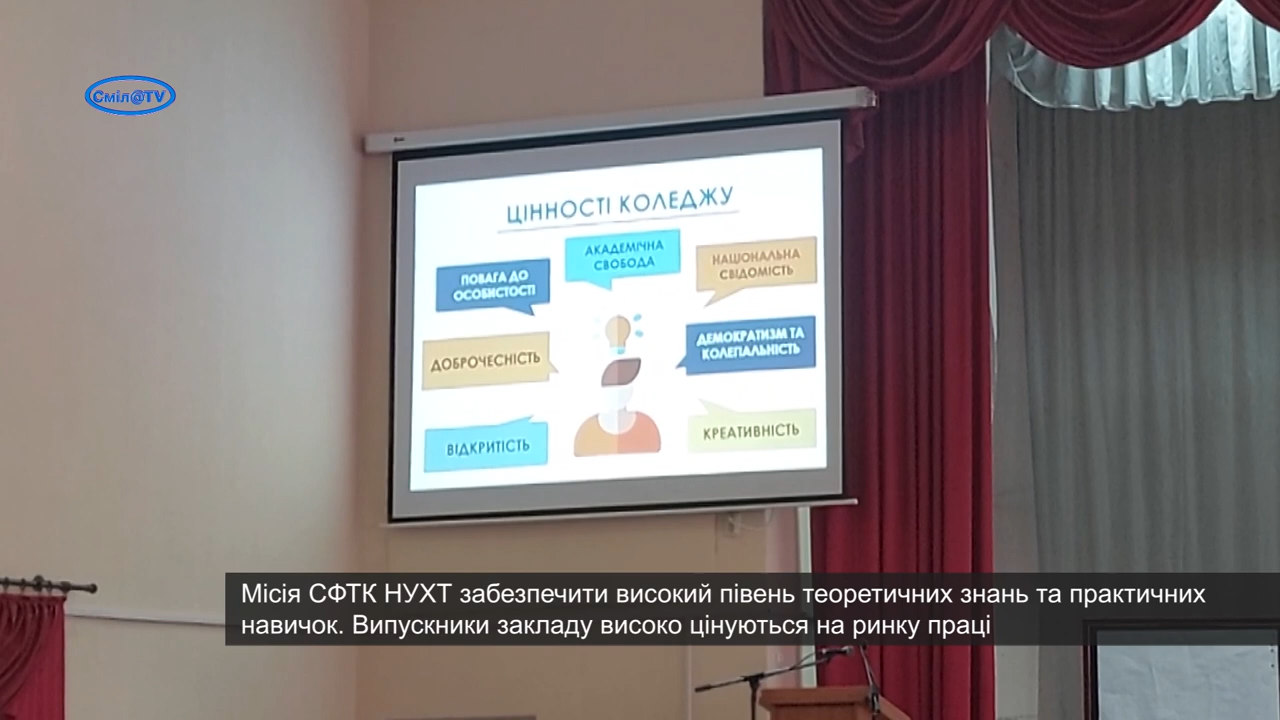 Сміл@TV
ЦІННОСТІ КОЛЕДЖУ
АКАДЕМІЧНА
СВОБОДА
НАЦІОНАЛЬНА
СВІДОМІСТЬ
ПОВАГА ДО
ОСОБИСТОСТІ
ДЕМОКРАТИЗМ ТА
КОЛЕГІАЛЬНІСТЬ
ДОБРОЧЕСНІСТЬ
КРЕАТИВНІСТЬ
ВІДКРИТІСТЬ
Місія СФТК НУХТ забезпечити високий півень теоретичних знань та практичних
навичок. Випускники закладу високо цінуються на ринку праці